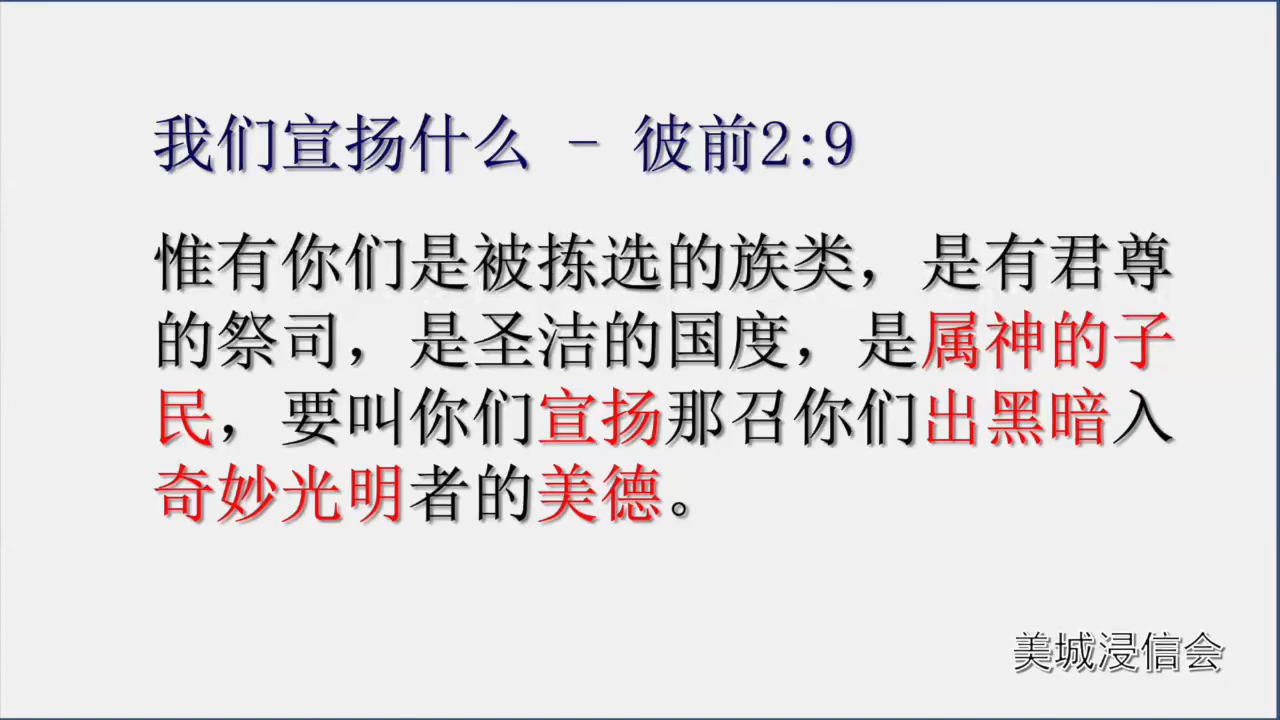 我们宣扬什么 - 彼前2:9
惟有你们是被拣选的族类，是有君尊
的祭司，是圣洁的国度，是属神的子
民，要叫你们宣扬那召你们出黑暗入
奇妙光明者的美德。
美城浸信会